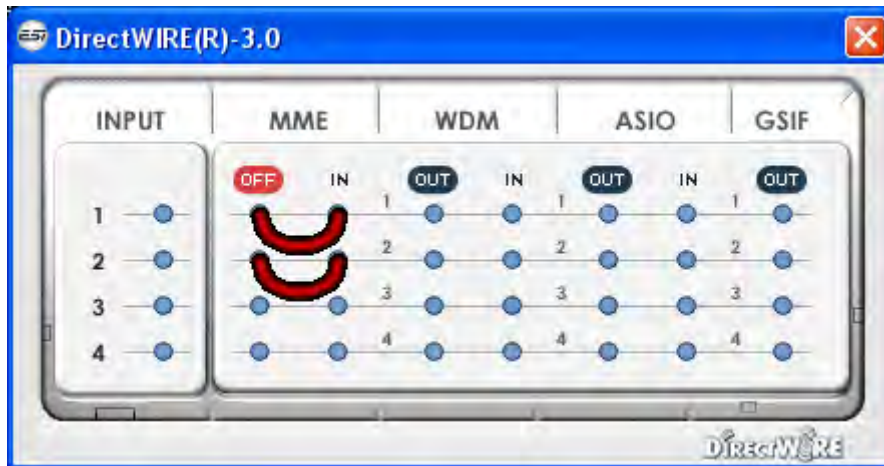 ESI DirectWIRE(R)-3.0
INPUT MME WDM ASIO GSIF
OFF IN OUT IN OUT IN OUT
1 1 1 1
2 2 2 2
3 3 3 3
4 4 4 4
DIRECTWIRE